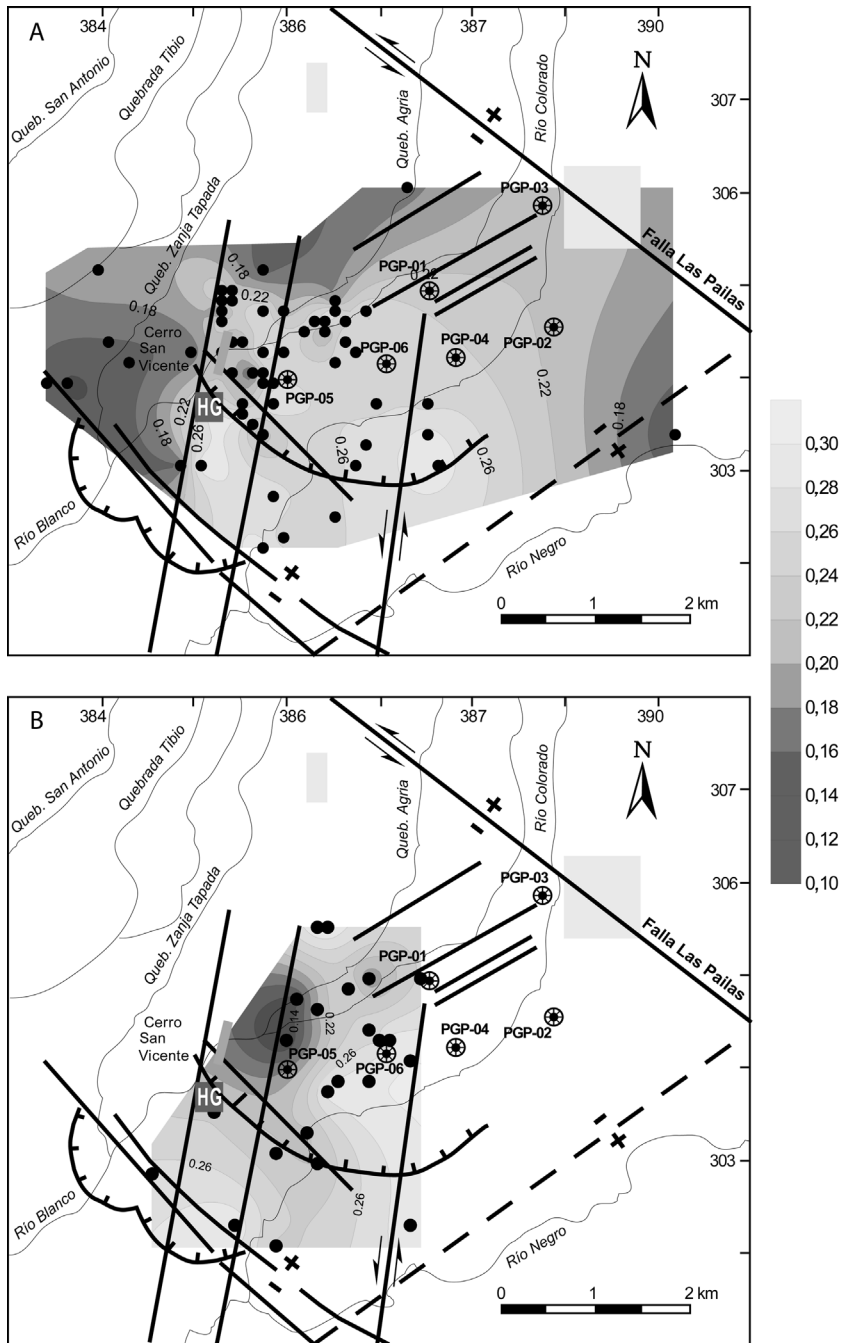 A
384
386
387
390
Queb. San Antonio
Quebrada Tibio
Queb. Zanja Tapada
Queb. Agria
Río Colorado
N
307
306
303
PGP-03
Falla Las Pailas
PGP-01
0.22
PGP-02
PGP-04
PGP-06
PGP-05
0.18
0.22
0.18
Cerro
San
Vicente
HG
0.22
0.18
0.26
0.26
0.26
0.22
0.18
Río Blanco
Río Negro
0 1 2 km
0,30
0,28
0,26
0,24
0,22
0,20
0,18
0,16
0,14
0,12
0,10
B
384
386
387
390
Queb. San Antonio
Quebrada Tibio
Queb. Zanja Tapada
Queb. Agria
Río Colorado
N
307
306
303
PGP-03
Falla Las Pailas
PGP-01
PGP-02
PGP-04
PGP-05
PGP-06
0.14
0.22
0.26
Cerro
San
Vicente
HG
0.26
0.26
Río Blanco
Río Negro
0 1 2 km